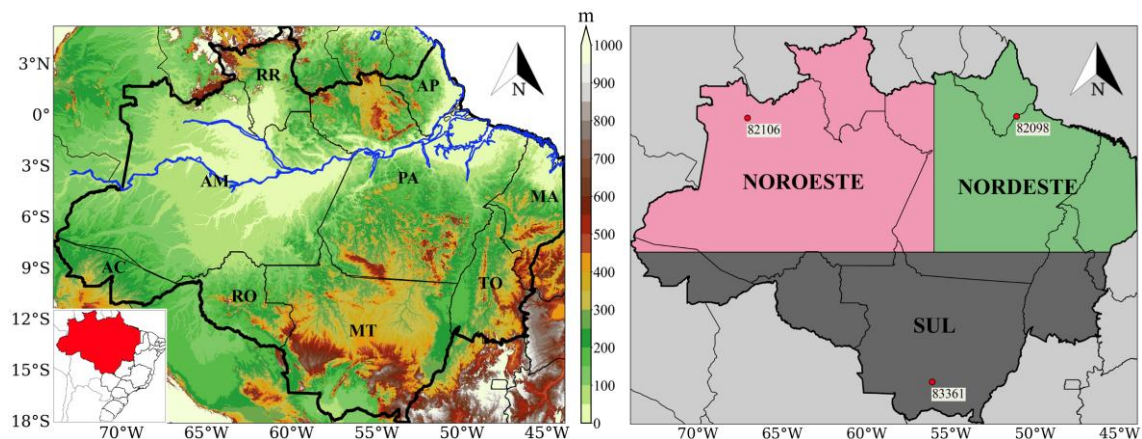 m
3°N
0°
3°S
6°S
9°S
12°S
15°S
18°S
70°W
65°W
60°W
55°W
50°W
45°W
RR
AP
AM
PA
MA
AC
RO
TO
MT
N
1000
900
800
700
600
500
400
300
200
100
0
N
82106
82098
NOROESTE
NORDESTE
SUL
83361
70°W
65°W
60°W
55°W
50°W
45°W